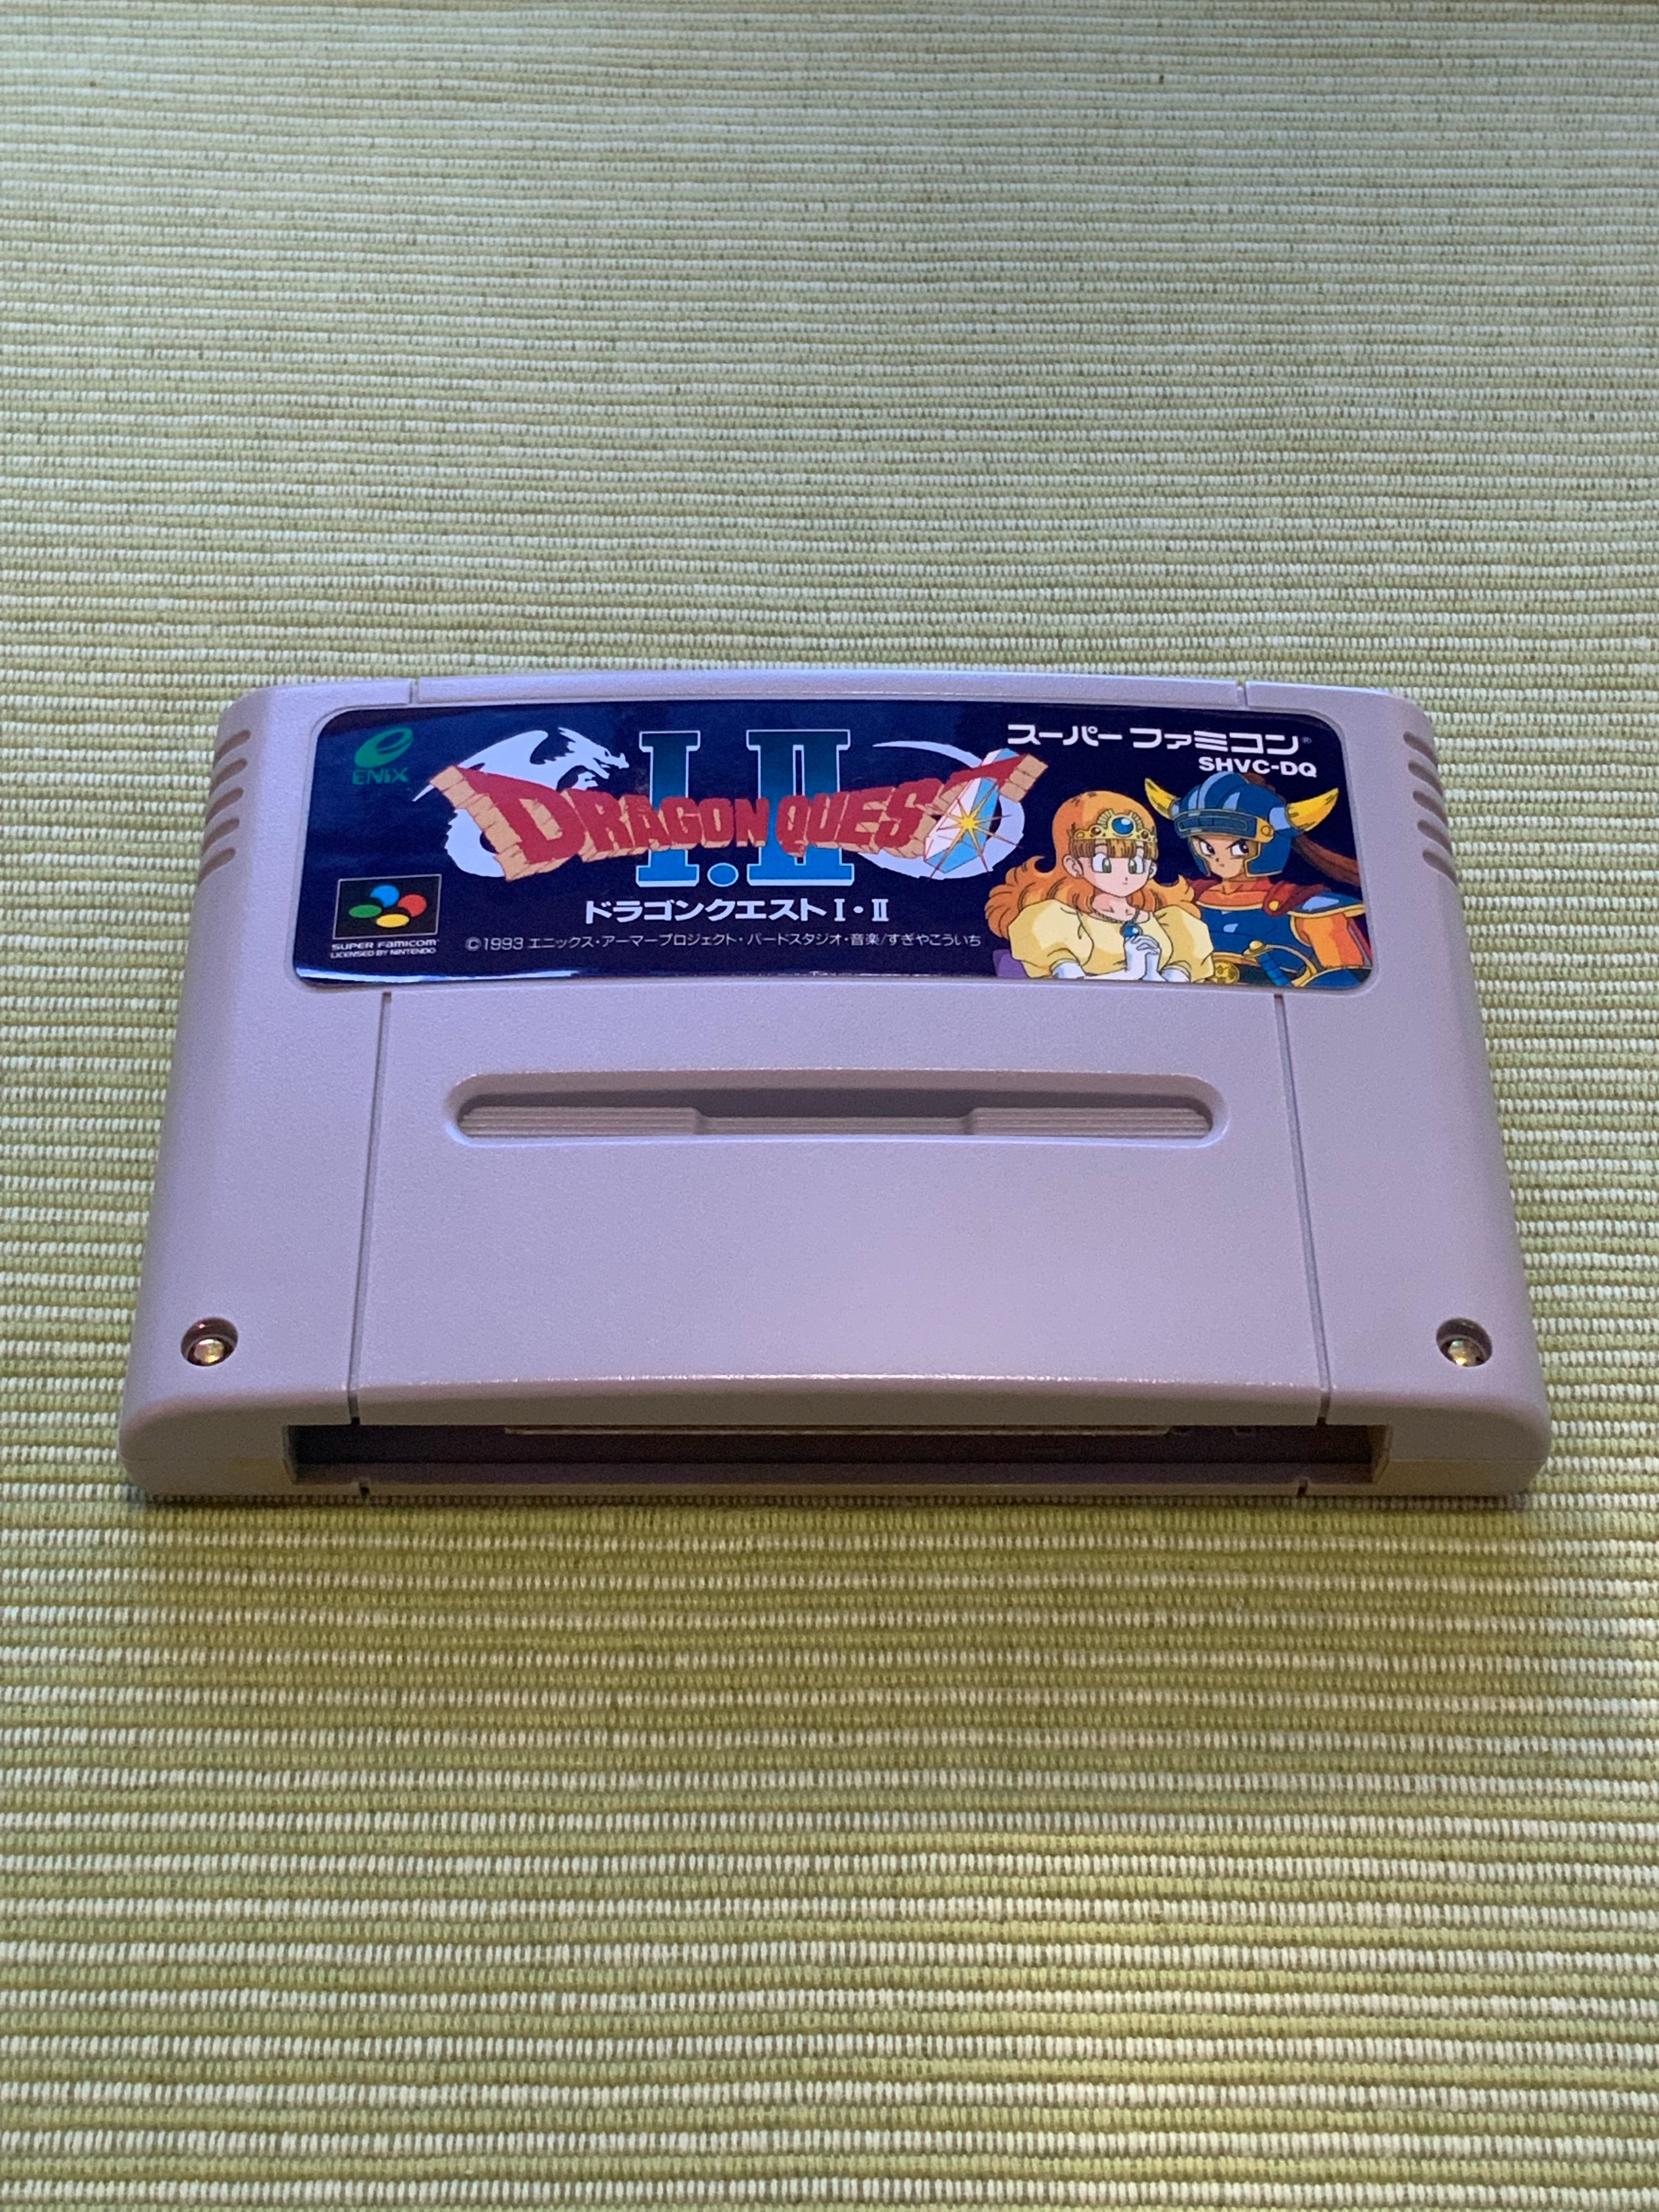 ENIX
I.II
DRAGON QUEST
スーパー ファミコン®
SHVC-DQ
ドラゴンクエストI・II
SUPER FAMICOM
LICENSED BY NINTENDO
©1993 エニックス・アーマープロジェクト・バードスタジオ・音楽/すぎやこういち